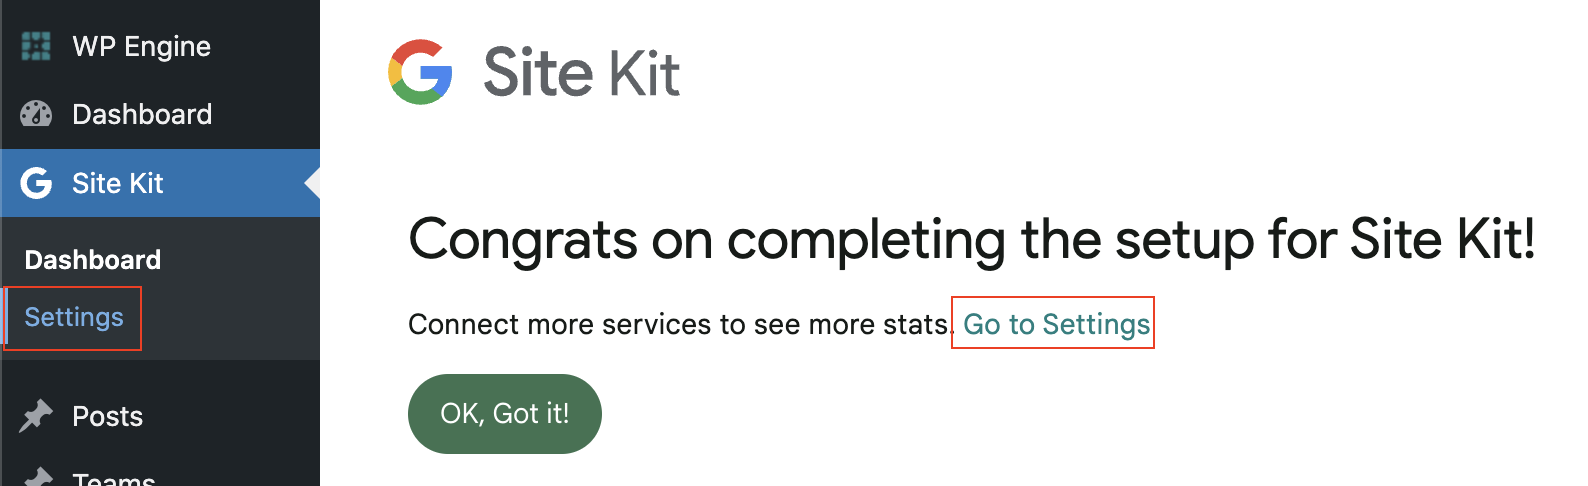 WP Engine
Dashboard
Site Kit
Dashboard
Settings
Posts
Teams
Site Kit
Congrats on completing the setup for Site Kit!
Connect more services to see more stats. Go to Settings
OK, Got it!